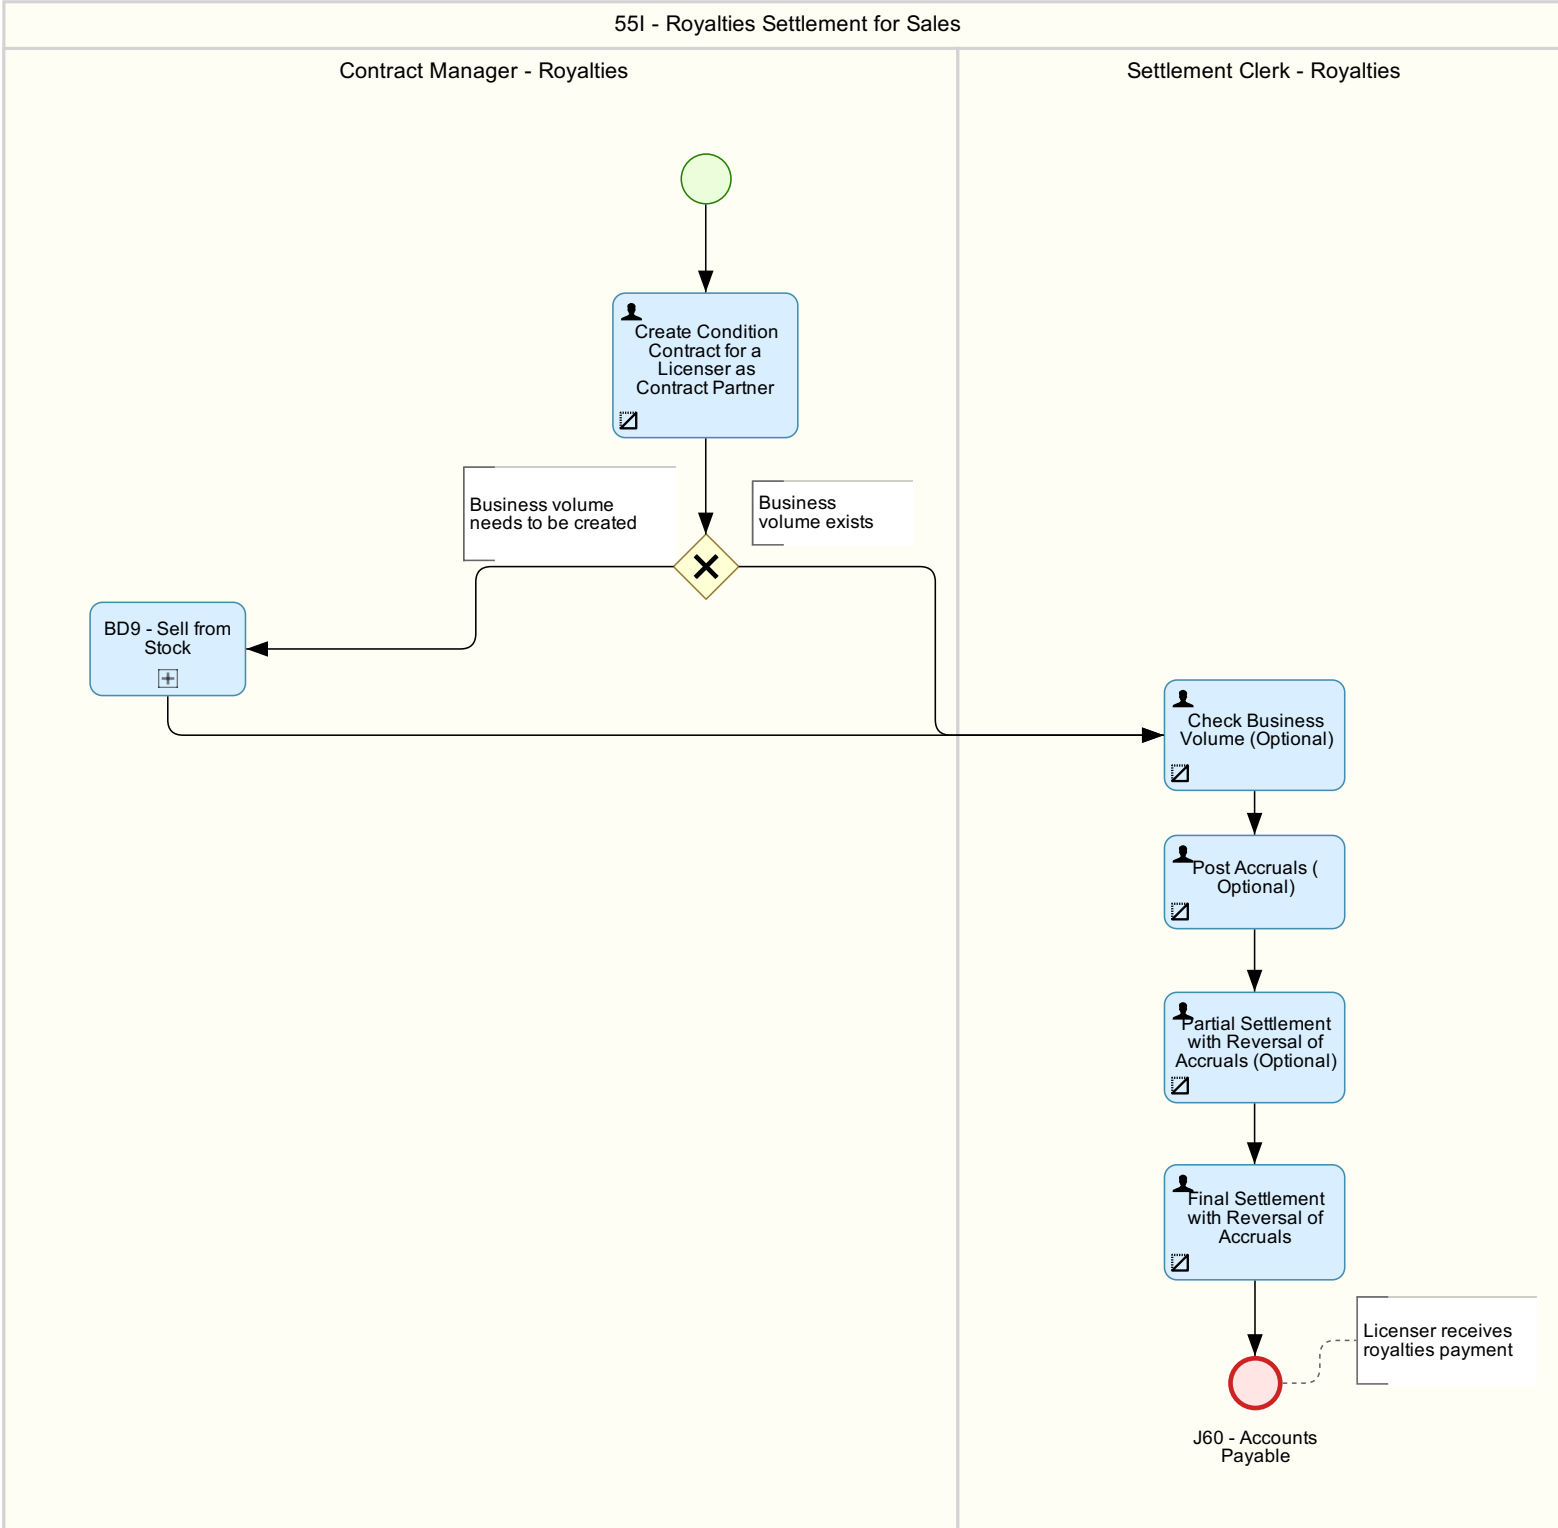 55I - Royalties Settlement for Sales
Contract Manager - Royalties
Settlement Clerk - Royalties
Create Condition
Contract for a
Licenser as
Contract Partner
Business volume
needs to be created
Business
volume exists
BD9 - Sell from
Stock
Check Business
Volume (Optional)
Post Accruals (
Optional)
Partial Settlement
with Reversal of
Accruals (Optional)
Final Settlement
with Reversal of
Accruals
Licenser receives
royalties payment
J60 - Accounts
Payable